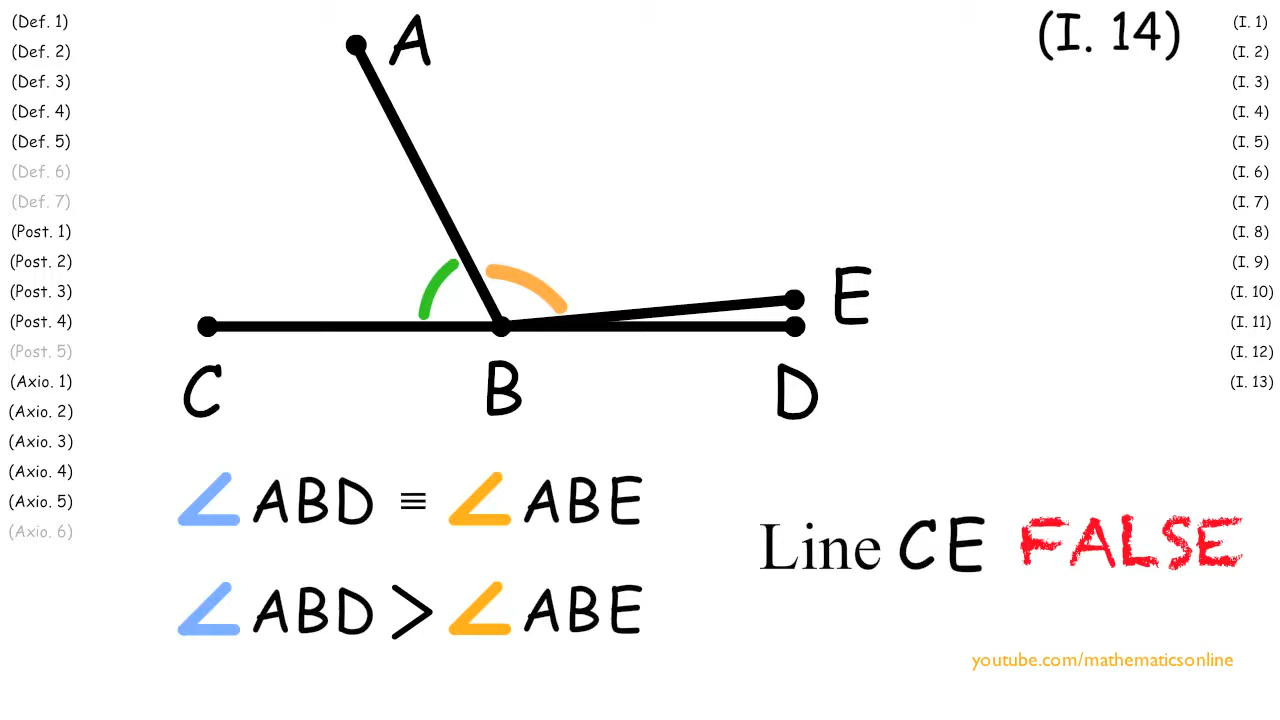 (Def. 1)
(Def. 2)
(Def. 3)
(Def. 4)
(Def. 5)
(Def. 6)
(Def. 7)
(Post. 1)
(Post. 2)
(Post. 3)
(Post. 4)
(Post. 5)
(Axio. 1)
(Axio. 2)
(Axio. 3)
(Axio. 4)
(Axio. 5)
(Axio. 6)
A
(I. 14)
E
C
B
D
∠ABD ≡ ∠ABE
∠ABD > ∠ABE
Line CE FALSE
youtube.com/mathematicsonline
(I. 1)
(I. 2)
(I. 3)
(I. 4)
(I. 5)
(I. 6)
(I. 7)
(I. 8)
(I. 9)
(I. 10)
(I. 11)
(I. 12)
(I. 13)